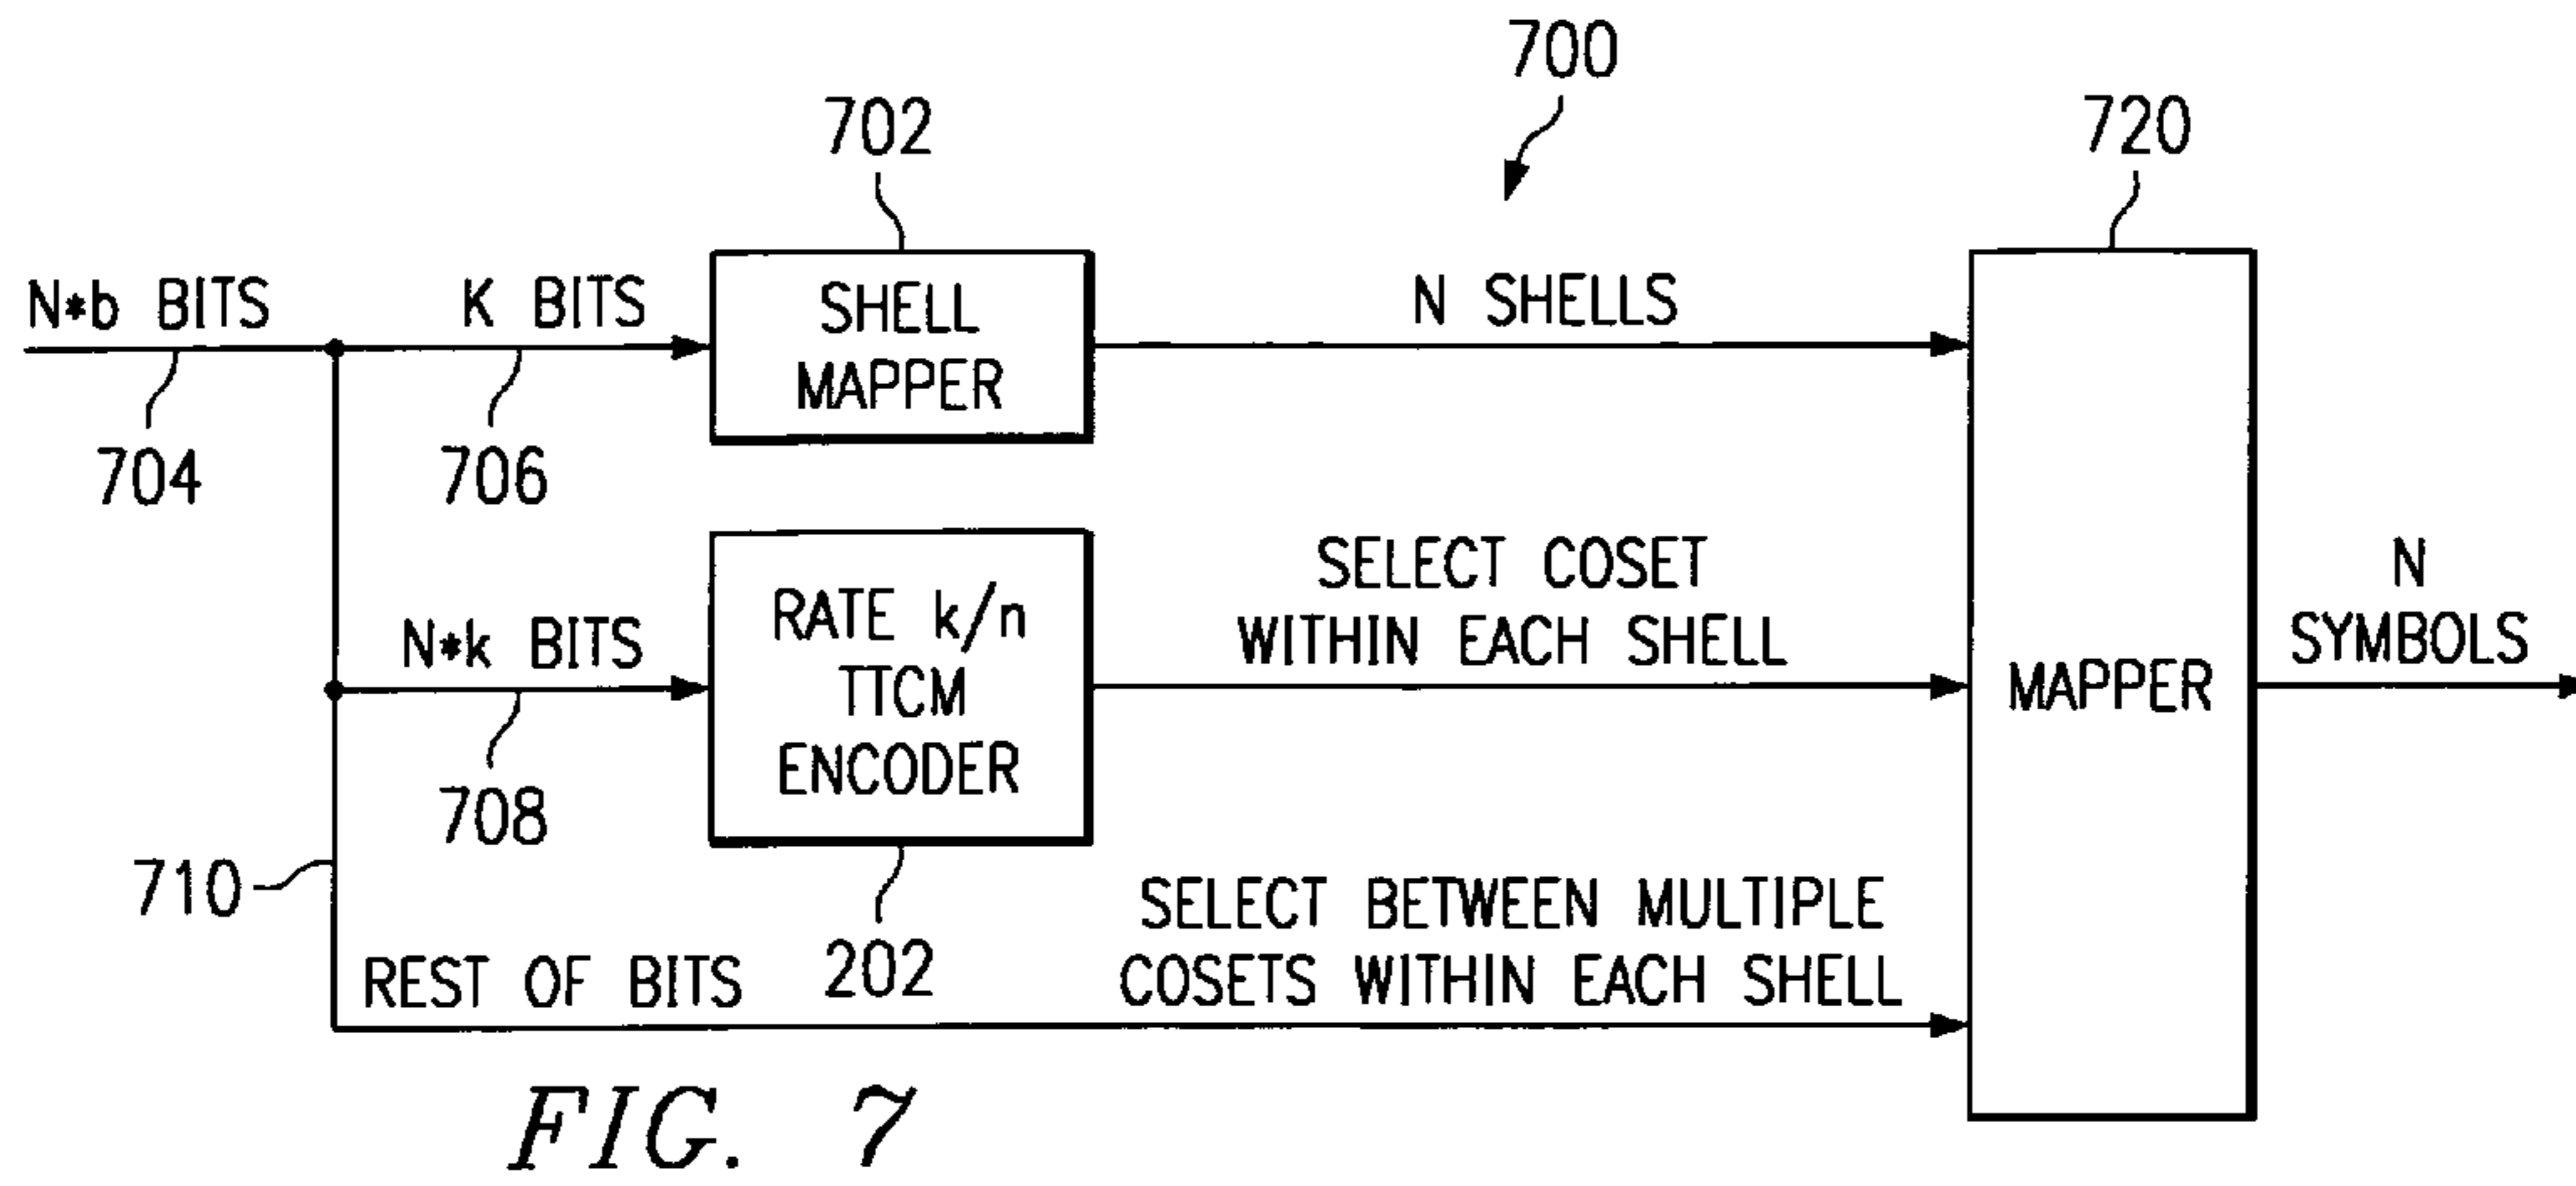 700
702
720
N*b BITS
K BITS
SHELL
MAPPER
N SHELLS
704
706
RATE k/n
TTCM
ENCODER
SELECT COSET
WITHIN EACH SHELL
N
SYMBOLS
N*k BITS
MAPPER
708
710
202
SELECT BETWEEN MULTIPLE
COSETS WITHIN EACH SHELL
REST OF BITS
FIG. 7